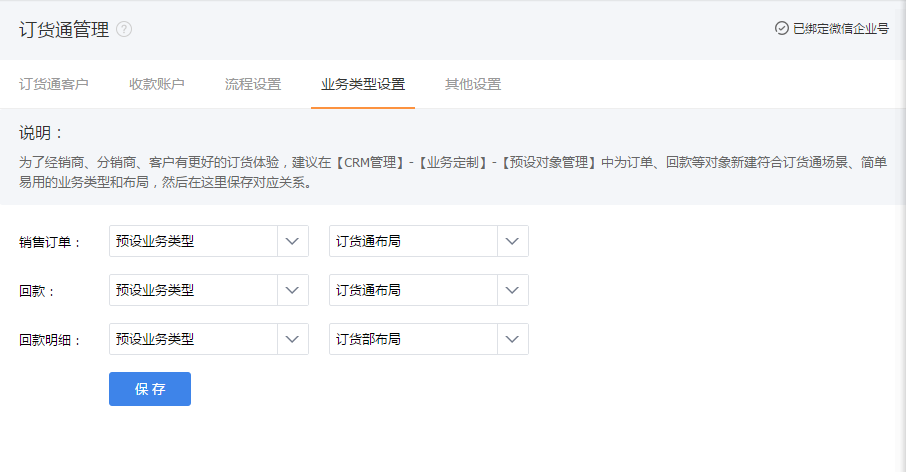 订货通管理 ?
已绑定微信企业号
订货通客户 收款账户 流程设置 业务类型设置 其他设置
说明：
为了经销商、分销商、客户有更好的订货体验，建议在【CRM管理】-【业务定制】-【预设对象管理】中为订单、回款等对象新建符合订货通场景、简单
易用的业务类型和布局，然后在这里保存对应关系。
销售订单： 预设业务类型 订货通布局
回款： 预设业务类型 订货通布局
回款明细： 预设业务类型 订货部布局
保 存